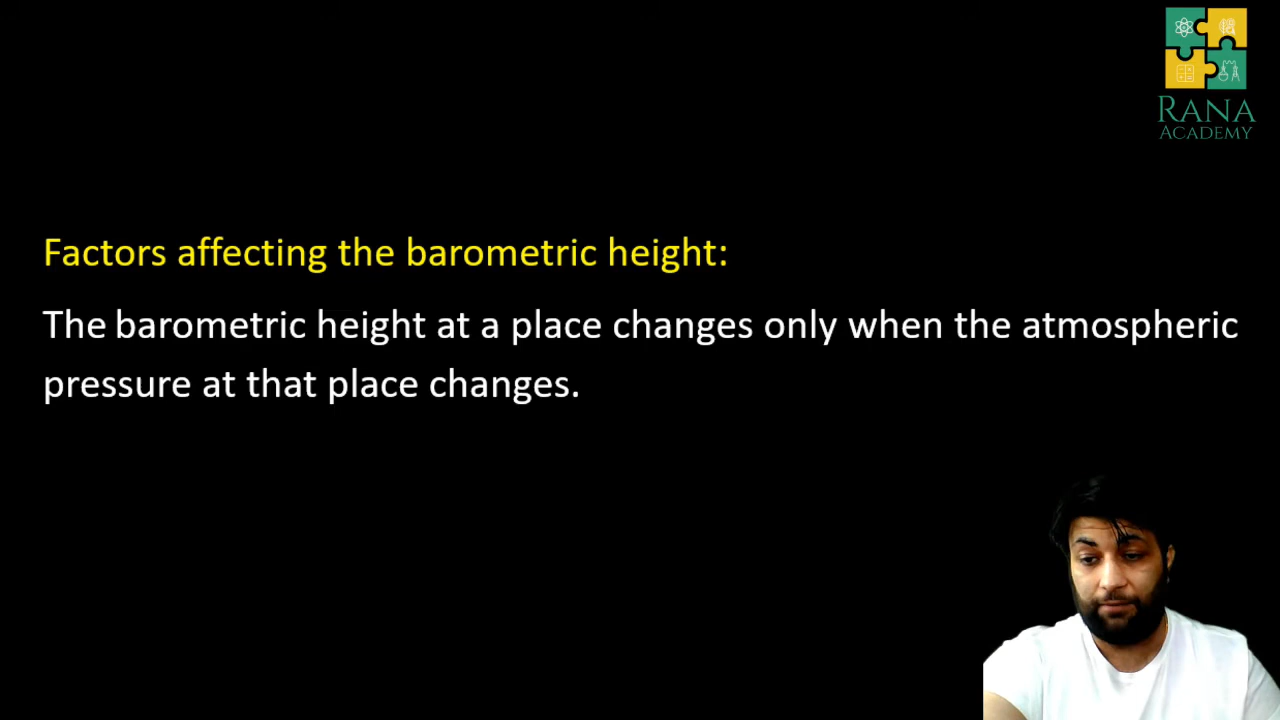 RANA
ACADEMY
Factors affecting the barometric height:
The barometric height at a place changes only when the atmospheric
pressure at that place changes.